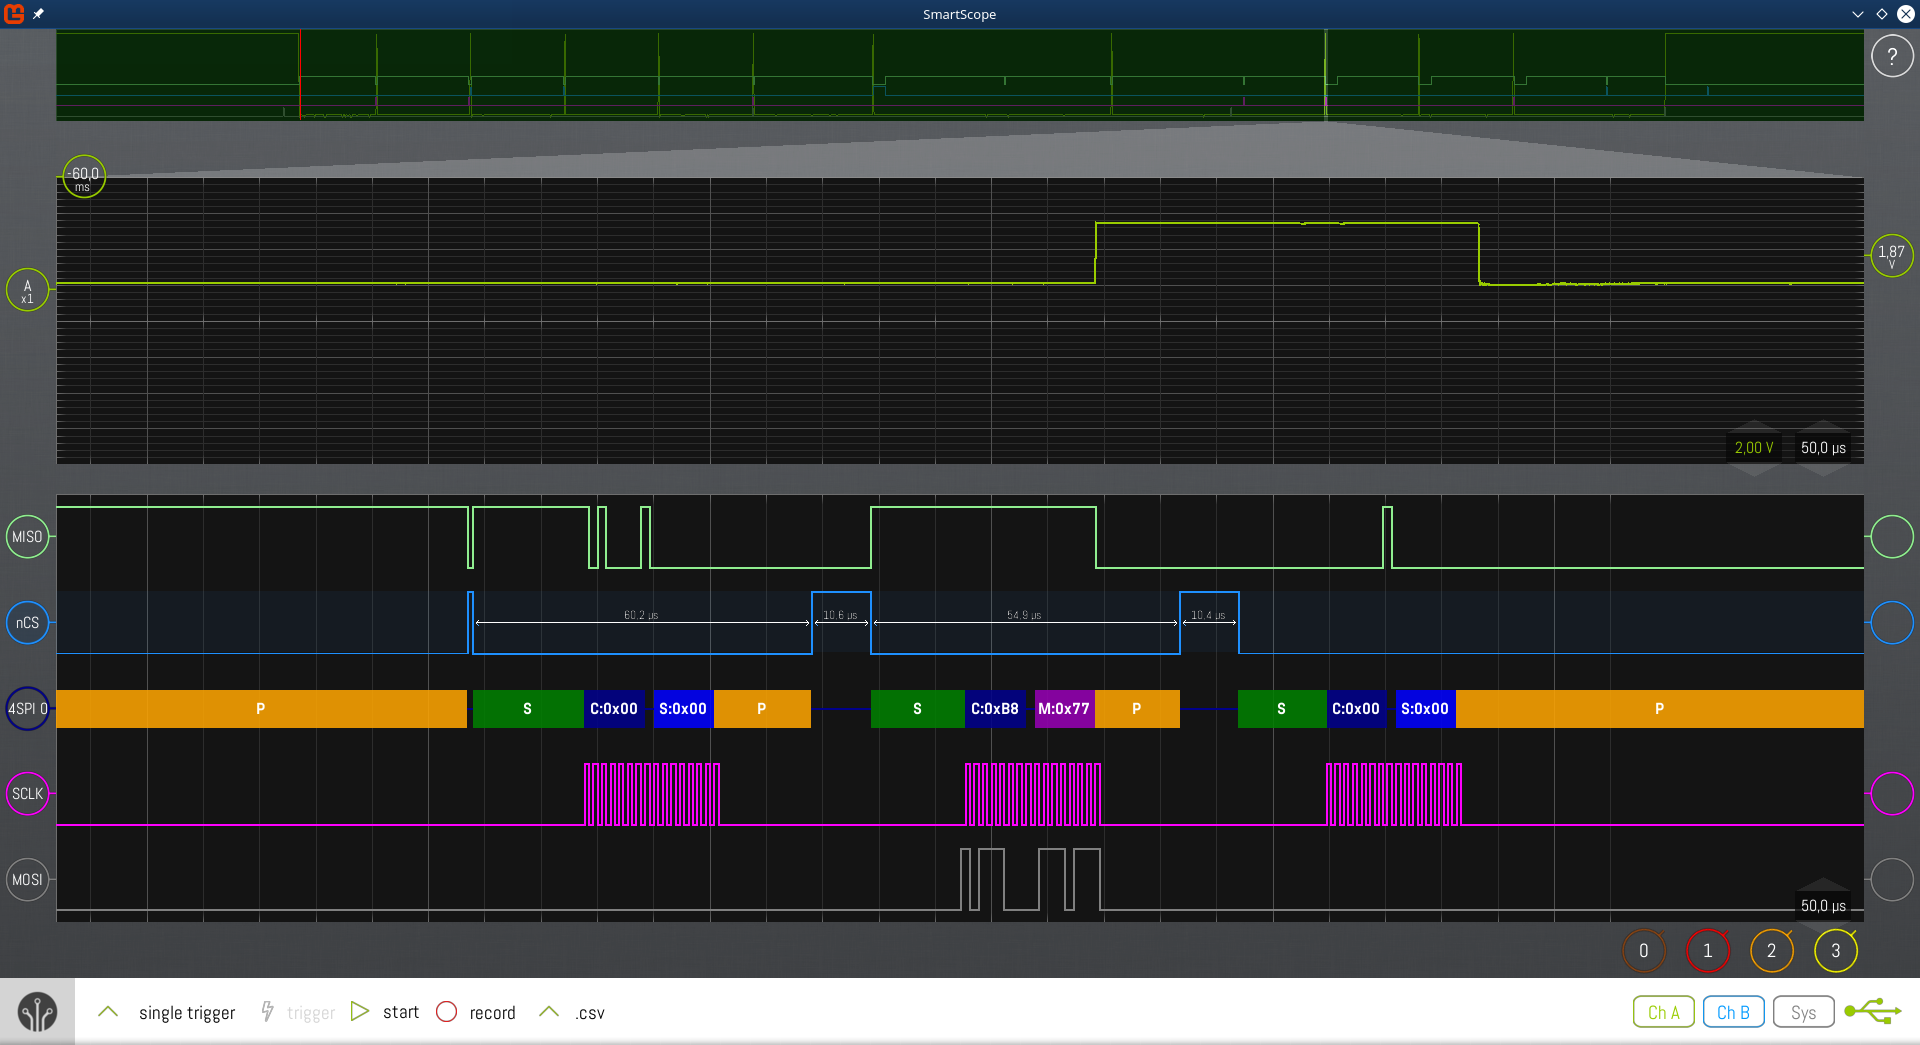 SmartScope
?
-60,0
ms
A
x1
1,87
V
2,00 V
50,0 µs
MISO
nCS
60,2 µs
10,6 µs
54,9 µs
10,4 µs
4SPI 0
P
S
C:0x00
S:0x00
P
S
C:0xB8
M:0x77
P
S
C:0x00
S:0x00
P
SCLK
MOSI
50,0 µs
0
1
2
3
single trigger
trigger
start
record
.csv
Ch A
Ch B
Sys